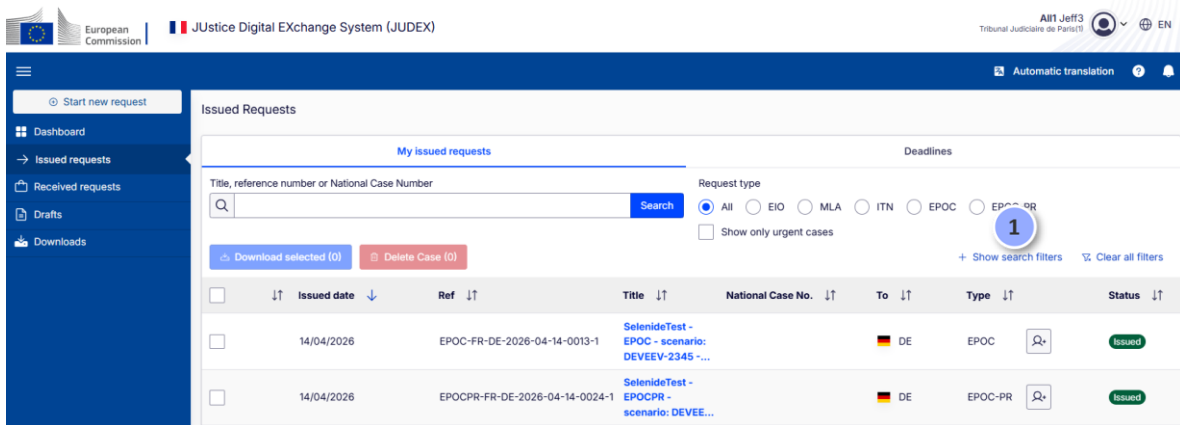 European
Commission
JUstice Digital EXchange System (JUDEX)
All1 Jeff3
Tribunal Judiciaire de Paris(1)
EN
Automatic translation
Start new request
Dashboard
Issued requests
Received requests
Drafts
Downloads
Issued Requests
My issued requests
Deadlines
Title, reference number or National Case Number
Search
Request type
All EIO MLA ITN EPOC EPOC-PR
Show only urgent cases
1
Download selected (0) Delete Case (0)
+ Show search filters Clear all filters
Issued date Ref Title National Case No. To Type Status
14/04/2026 EPOC-FR-DE-2026-04-14-0013-1
SelenideTest -
EPOC - scenario:
DEVEEV-2345 -...
DE EPOC Issued
14/04/2026 EPOCPR-FR-DE-2026-04-14-0024-1
SelenideTest -
EPOCPR -
scenario: DEVEE...
DE EPOC-PR Issued